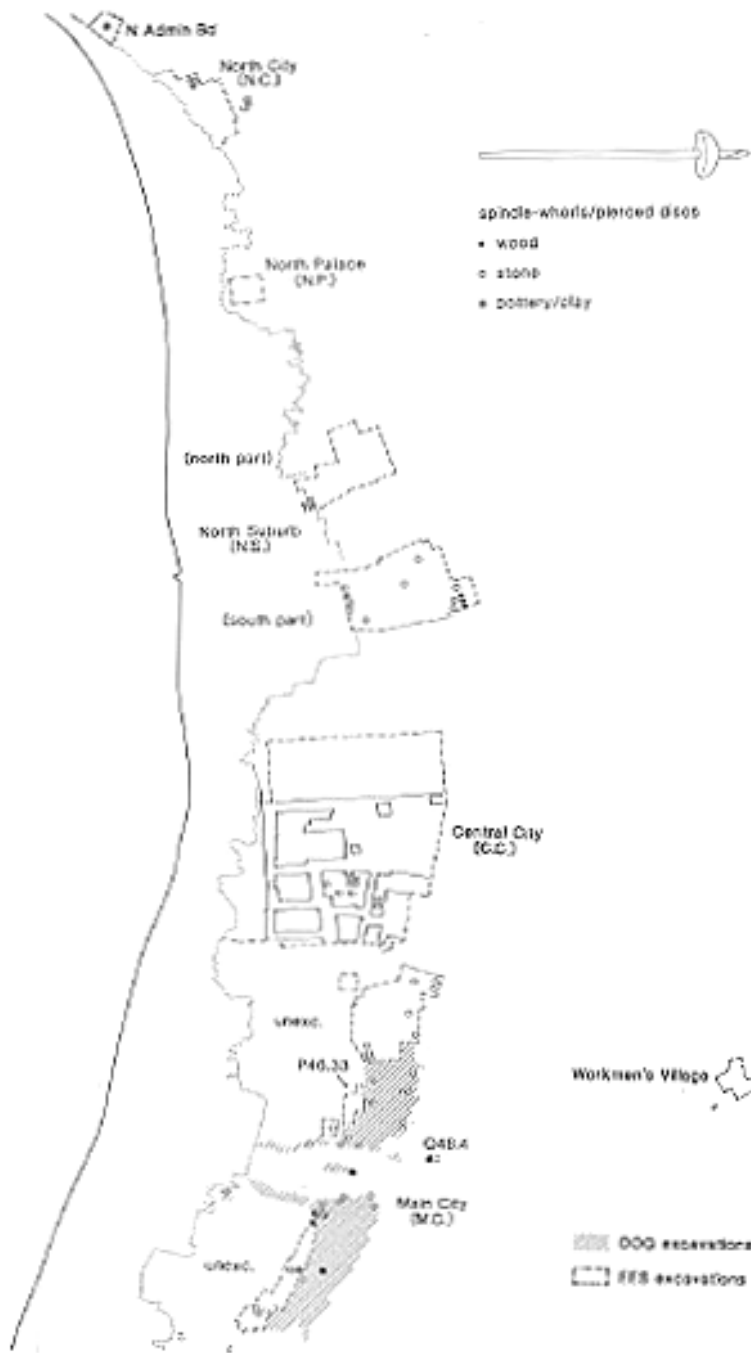 N Admin Bd
North City
(N.C.)
spindle-whorls/pierced discs
wood
stone
pottery/clay
North Palace
(N.P.)
(north part)
North Suburb
(N.S.)
(south part)
Central City
(C.C.)
unexc.
P46.33
Workmen's Village
Q48.4
Main City
(M.C.)
unexc.
DOG excavations
EES excavations